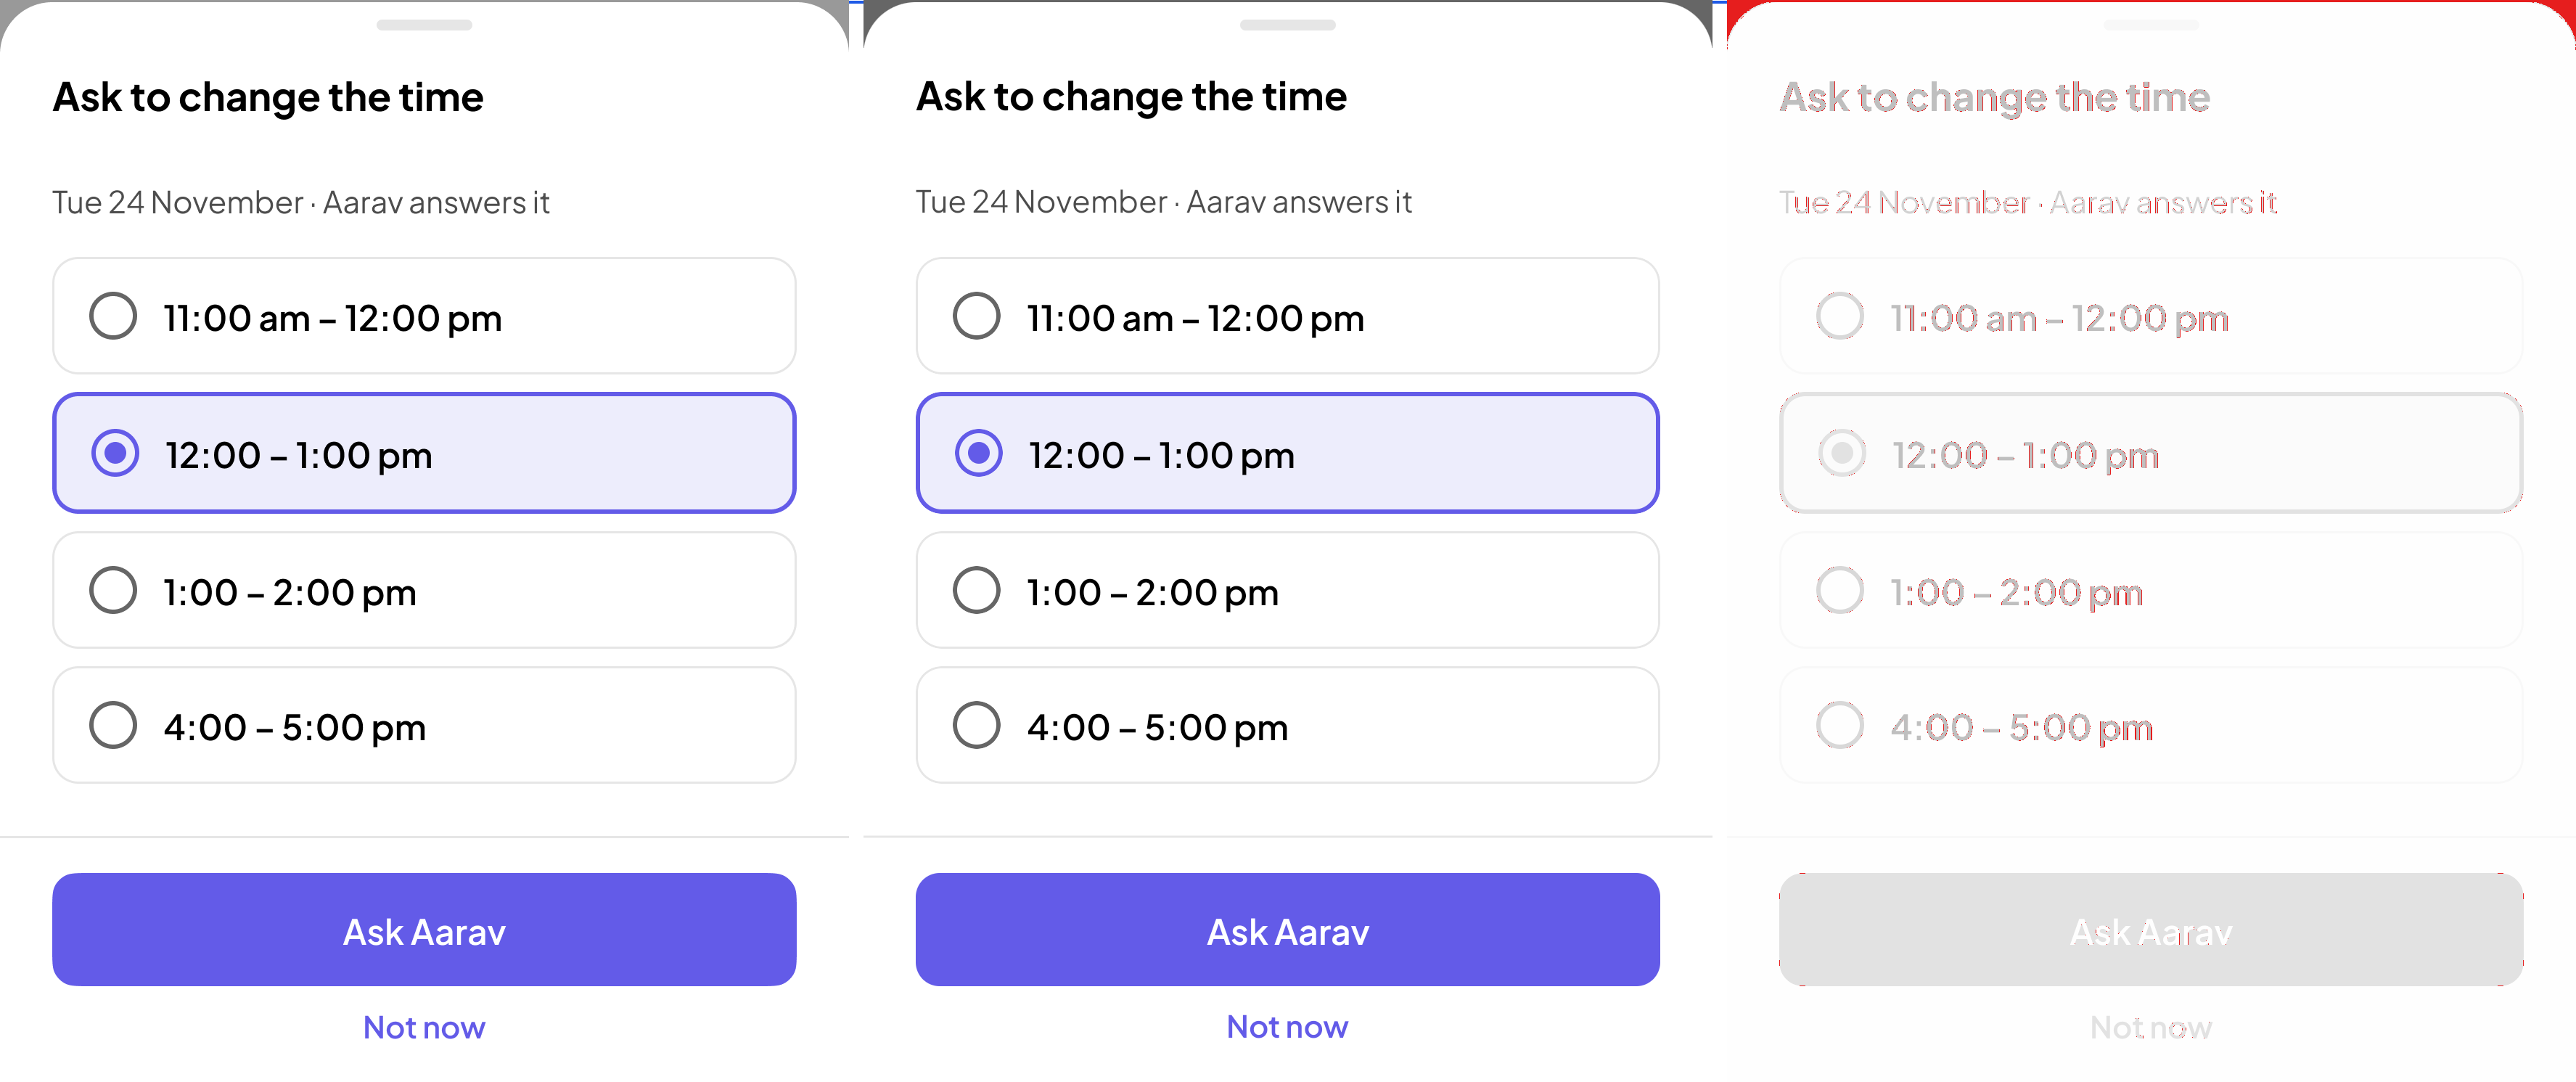 Ask to change the time
Tue 24 November · Aarav answers it
11:00 am – 12:00 pm
12:00 – 1:00 pm
1:00 – 2:00 pm
4:00 – 5:00 pm
Ask Aarav
Not now
Ask to change the time
Tue 24 November · Aarav answers it
11:00 am – 12:00 pm
12:00 – 1:00 pm
1:00 – 2:00 pm
4:00 – 5:00 pm
Ask Aarav
Not now
Ask to change the time
Tue 24 November · Aarav answers it
11:00 am – 12:00 pm
12:00 – 1:00 pm
1:00 – 2:00 pm
4:00 – 5:00 pm
Ask Aarav
Not now